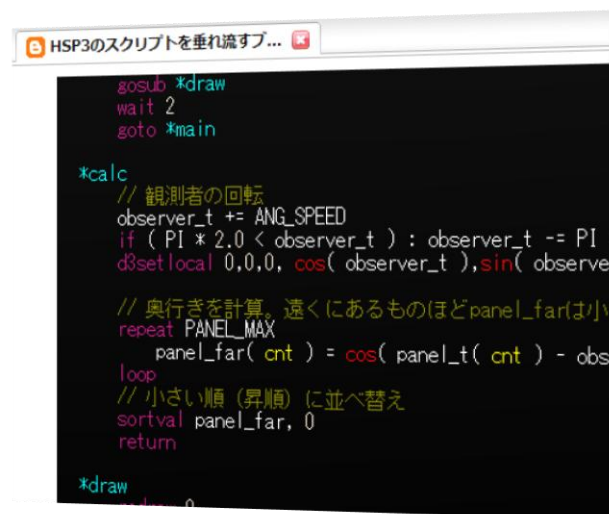 HSP3のスクリプトを垂れ流すブ...
gosub *draw
wait 2
goto *main
*calc
// 観測者の回転
observer_t += ANG_SPEED
if ( PI * 2.0 < observer_t ) : observer_t -= PI
d3setlocal 0,0,0, cos( observer_t ),sin( observe
// 奥行きを計算。遠くにあるものほどpanel_farは小
repeat PANEL_MAX
panel_far( cnt ) = cos( panel_t( cnt ) - obs
loop
// 小さい順（昇順）に並べ替え
sortval panel_far, 0
return
*draw